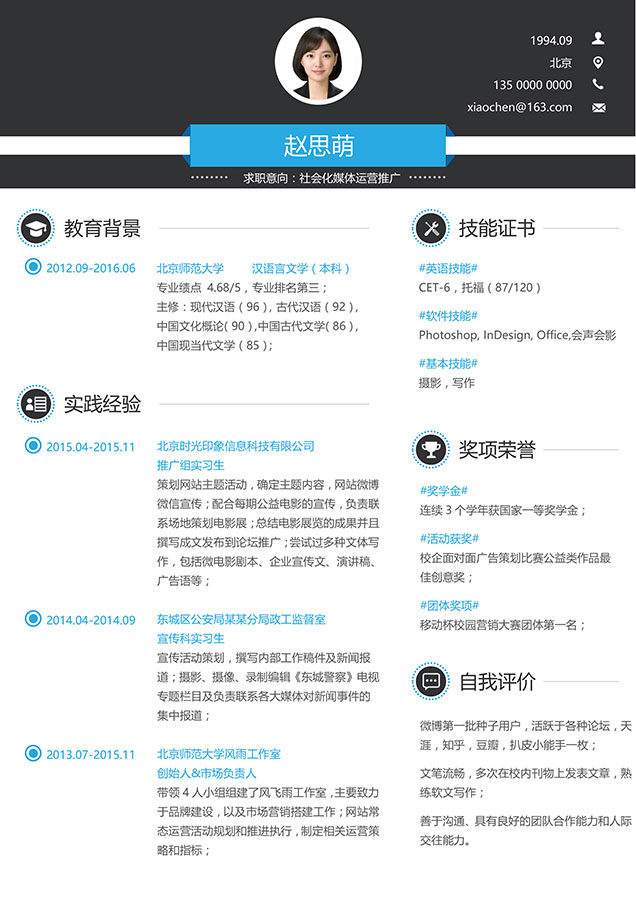 1994.09
北京
135 0000 0000
xiaochen@163.com
赵思萌
求职意向：社会化媒体运营推广
教育背景
2012.09-2016.06
北京师范大学 汉语言文学（本科）
专业绩点 4.68/5，专业排名第三；
主修：现代汉语（96），古代汉语（92），
中国文化概论（90）,中国古代文学（86），
中国现当代文学（85）;
实践经验
2015.04-2015.11
北京时光印象信息科技有限公司
推广组实习生
策划网站主题活动，确定主题内容，网站微博
微信宣传；配合每期公益电影的宣传，负责联
系场地策划电影展；总结电影展览的成果并且
撰写成文发布到论坛推广；尝试过多种文体写
作，包括微电影剧本、企业宣传文、演讲稿、
广告语等；
2014.04-2014.09
东城区公安局某某分局政工监督室
宣传科实习生
宣传活动策划，撰写内部工作稿件及新闻报
道；摄影、摄像、录制编辑《东城警察》电视
专题栏目及负责联系各大媒体对新闻事件的
集中报道；
2013.07-2015.11
北京师范大学风雨工作室
创始人&市场负责人
带领 4 人小组组建了风飞雨工作室，主要致力
于品牌建设，以及市场营销搭建工作；网站常
态运营活动规划和推进执行，制定相关运营策
略和指标；
技能证书
#英语技能#
CET-6，托福（87/120）
#软件技能#
Photoshop, InDesign, Office,会声会影
#基本技能#
摄影，写作
奖项荣誉
#奖学金#
连续 3 个学年获国家一等奖学金；
#活动获奖#
校企面对面广告策划比赛公益类作品最
佳创意奖；
#团体奖项#
移动杯校园营销大赛团体第一名；
自我评价
微博第一批种子用户，活跃于各种论坛，天
涯，知乎，豆瓣，扒皮小能手一枚；
文笔流畅，多次在校内刊物上发表文章，熟
练软文写作；
善于沟通、具有良好的团队合作能力和人际
交往能力。